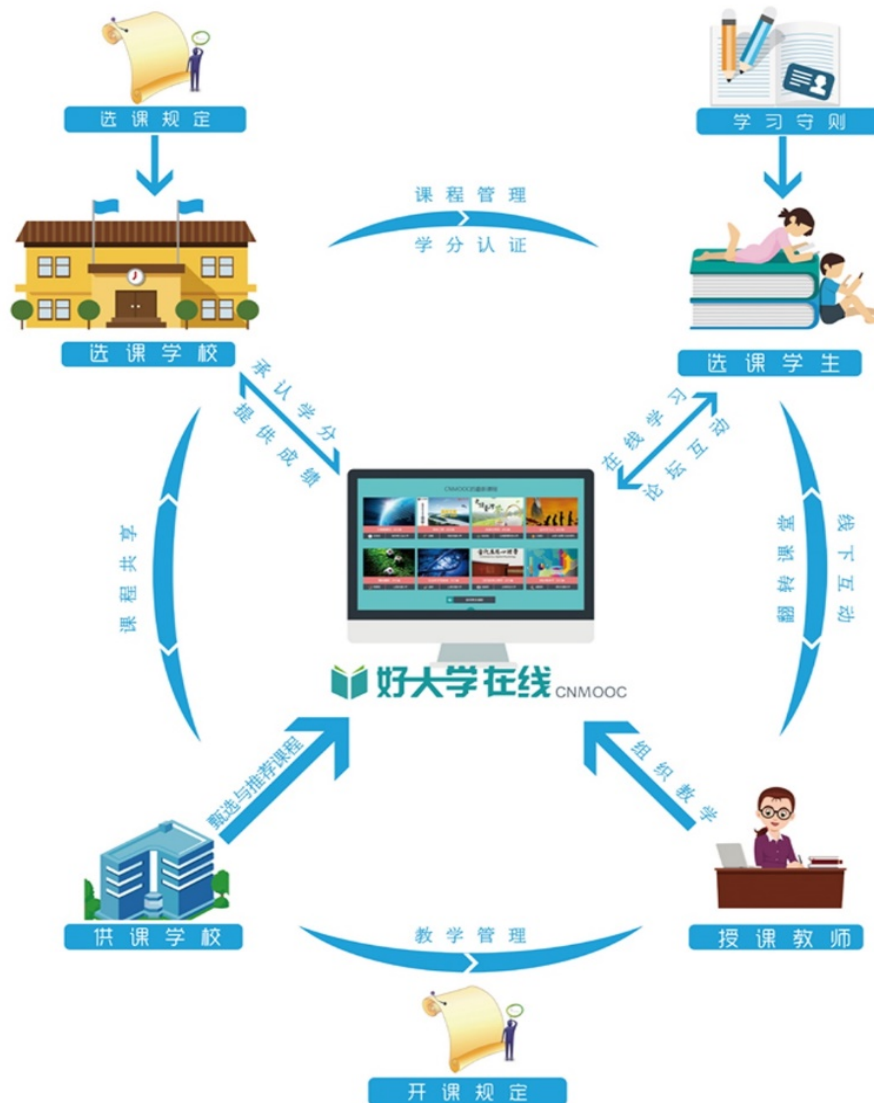 选课规定
学习守则
课程管理
学分认证
选课学校
选课学生
承认学分
提供成绩
在线学习
论坛互动
课程共享
翻转课堂
线下互动
好大学在线 CNMOOC
甄选与推荐课程
组织教学
供课学校
教学管理
授课教师
开课规定